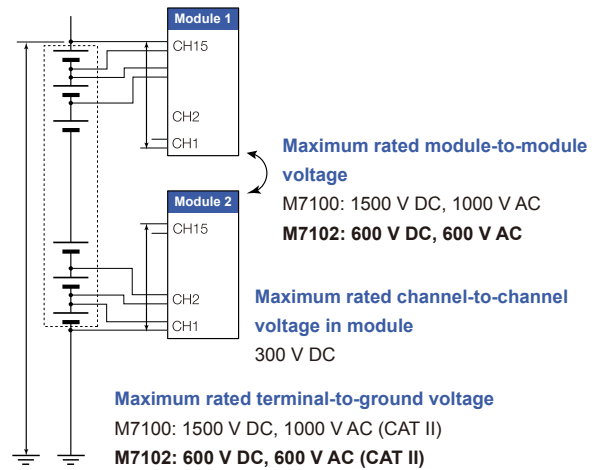 Module 1
CH15
CH2
CH1
Maximum rated module-to-module
voltage
M7100: 1500 V DC, 1000 V AC
M7102: 600 V DC, 600 V AC
Module 2
CH15
CH2
CH1
Maximum rated channel-to-channel
voltage in module
300 V DC
Maximum rated terminal-to-ground voltage
M7100: 1500 V DC, 1000 V AC (CAT II)
M7102: 600 V DC, 600 V AC (CAT II)